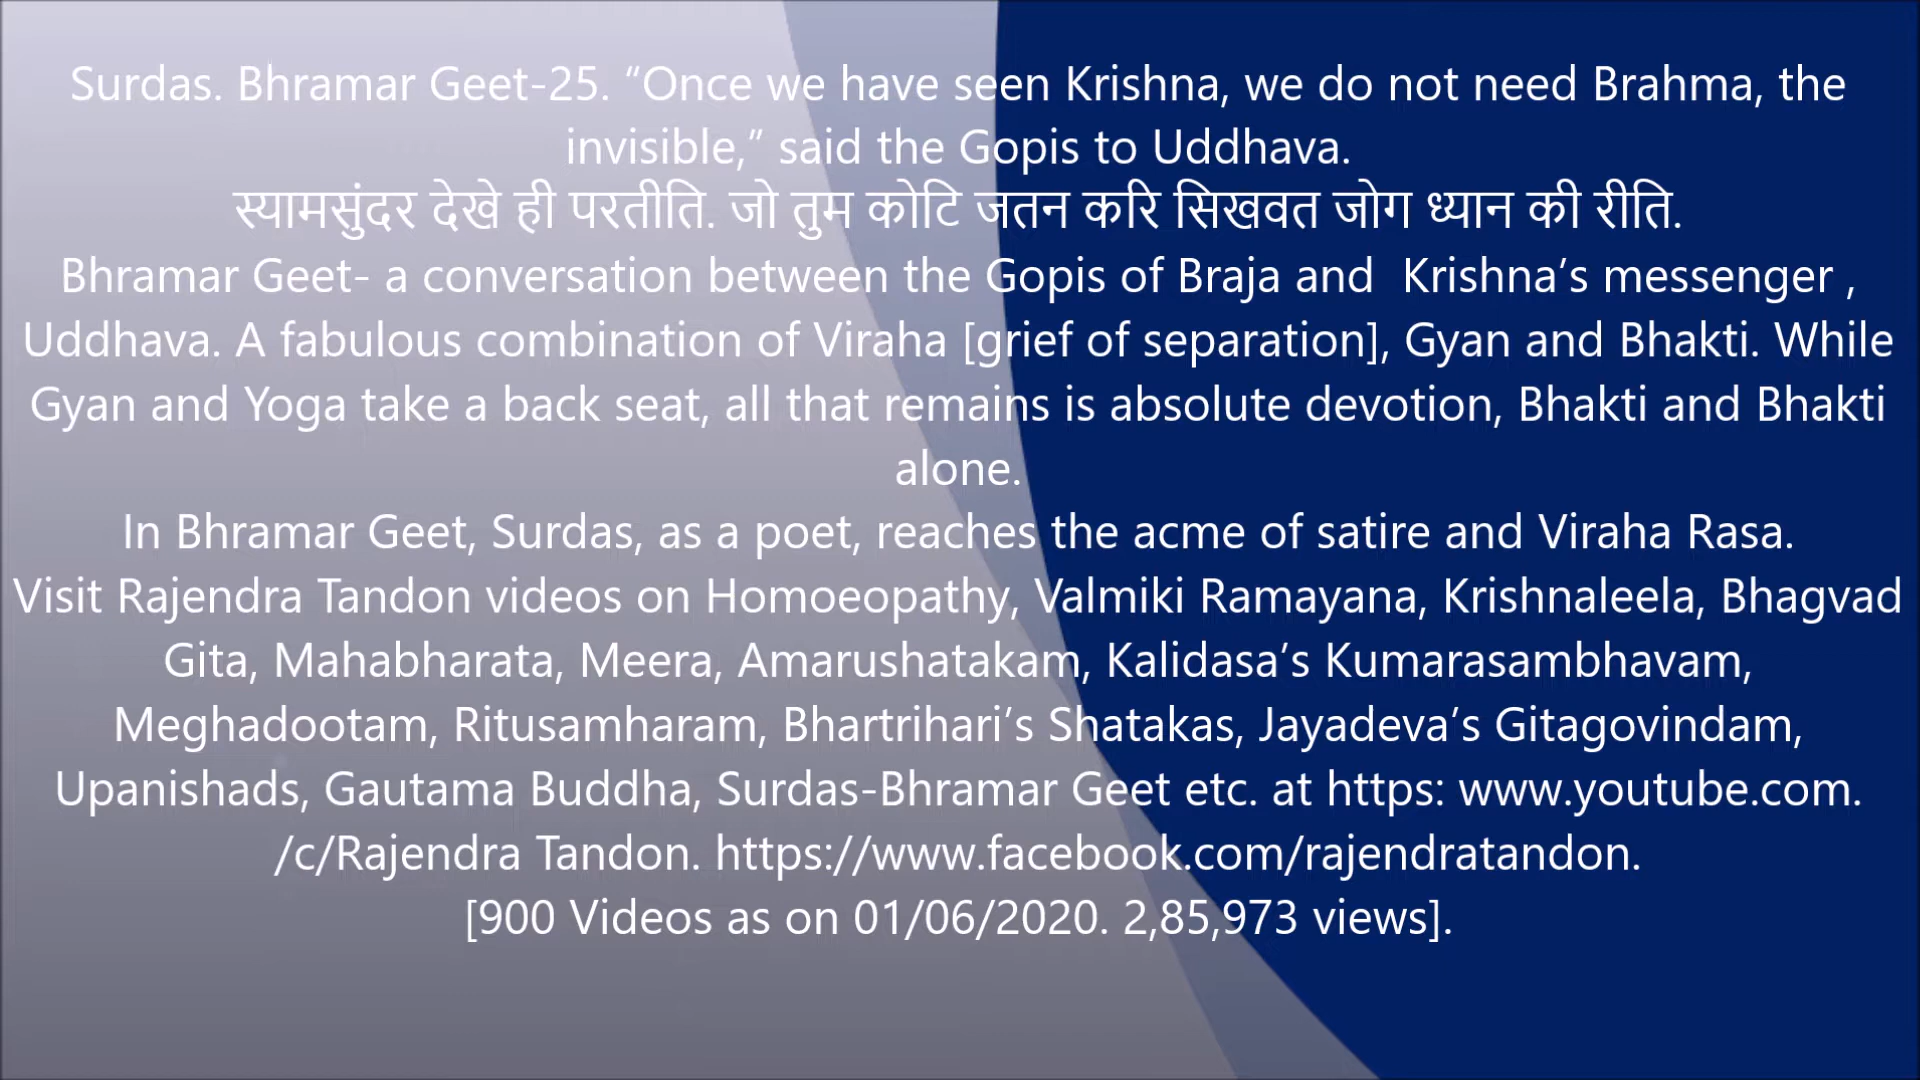 Surdas. Bhramar Geet-25. “Once we have seen Krishna, we do not need Brahma, the
invisible,” said the Gopis to Uddhava.
स्यामसुंदर देखे ही परतीति. जो तुम कोटि जतन करि सिखवत जोग ध्यान की रीति.
Bhramar Geet- a conversation between the Gopis of Braja and  Krishna’s messenger ,
Uddhava. A fabulous combination of Viraha [grief of separation], Gyan and Bhakti. While
Gyan and Yoga take a back seat, all that remains is absolute devotion, Bhakti and Bhakti
alone.
In Bhramar Geet, Surdas, as a poet, reaches the acme of satire and Viraha Rasa.
Visit Rajendra Tandon videos on Homoeopathy, Valmiki Ramayana, Krishnaleela, Bhagvad
Gita, Mahabharata, Meera, Amarushatakam, Kalidasa’s Kumarasambhavam,
Meghadootam, Ritusamharam, Bhartrihari’s Shatakas, Jayadeva’s Gitagovindam,
Upanishads, Gautama Buddha, Surdas-Bhramar Geet etc. at https: www.youtube.com.
/c/Rajendra Tandon. https://www.facebook.com/rajendratandon.
[900 Videos as on 01/06/2020. 2,85,973 views].